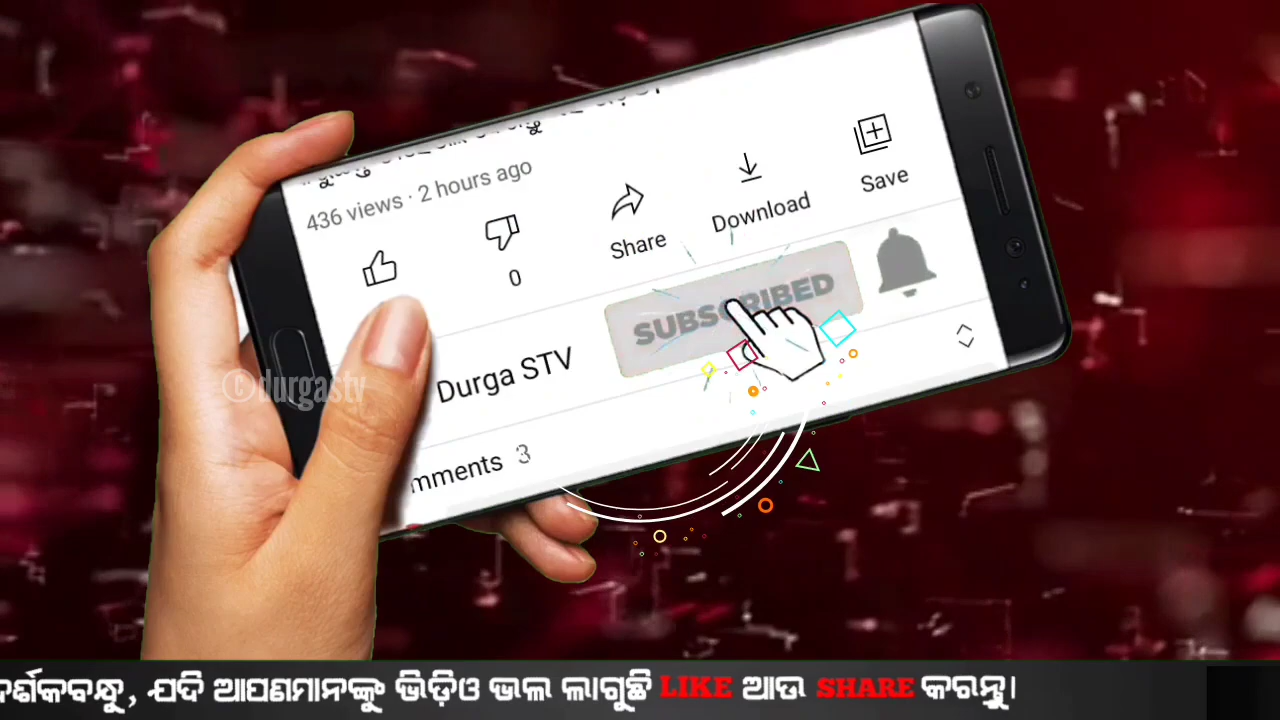 436 views · 2 hours ago
0
Share
Download
Save
Durga STV
SUBSCRIBED
mments 3
©durgastv
ଦର୍ଶକବନ୍ଧୁ, ଯଦି ଆପଣମାନଙ୍କୁ ଭିଡ଼ିଓ ଭଲ ଲାଗୁଛି LIKE ଆଉ SHARE କରନ୍ତୁ।